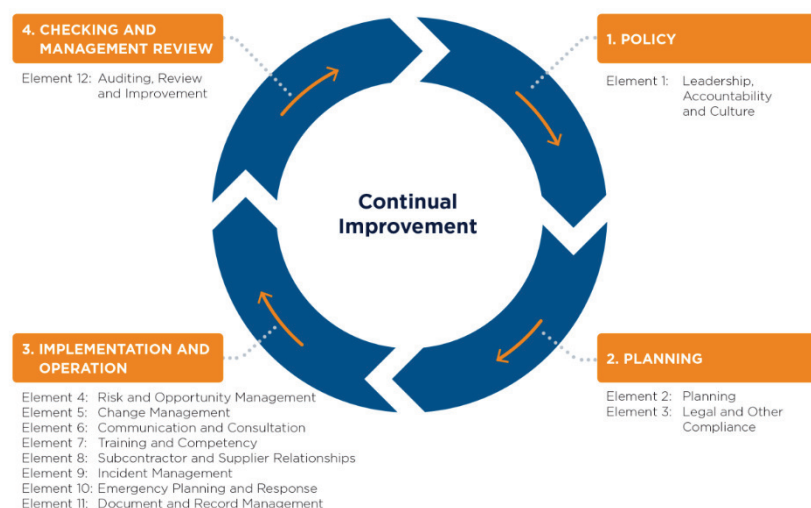 4. CHECKING AND
MANAGEMENT REVIEW
Element 12: Auditing, Review
and Improvement
1. POLICY
Element 1: Leadership,
Accountability
and Culture
Continual
Improvement
3. IMPLEMENTATION AND
OPERATION
Element 4: Risk and Opportunity Management
Element 5: Change Management
Element 6: Communication and Consultation
Element 7: Training and Competency
Element 8: Subcontractor and Supplier Relationships
Element 9: Incident Management
Element 10: Emergency Planning and Response
Element 11: Document and Record Management
2. PLANNING
Element 2: Planning
Element 3: Legal and Other
Compliance